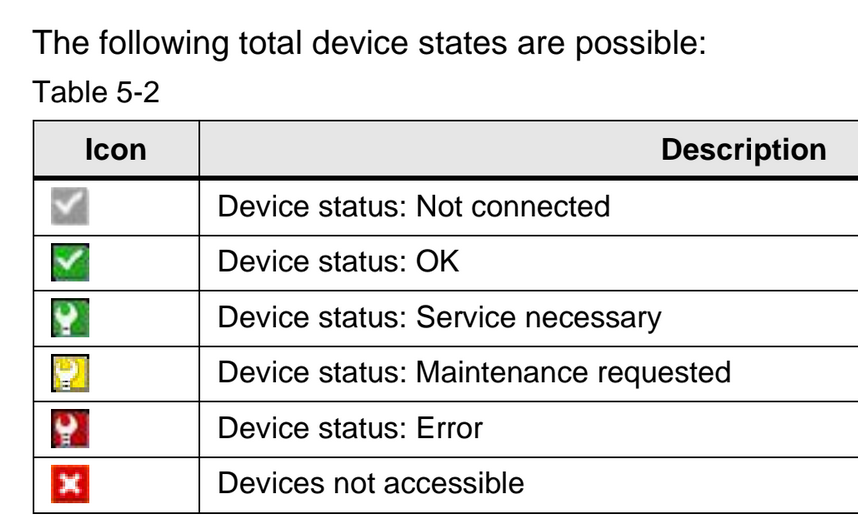 The following total device states are possible:
Table 5-2
Icon Description
Device status: Not connected
Device status: OK
Device status: Service necessary
Device status: Maintenance requested
Device status: Error
Devices not accessible